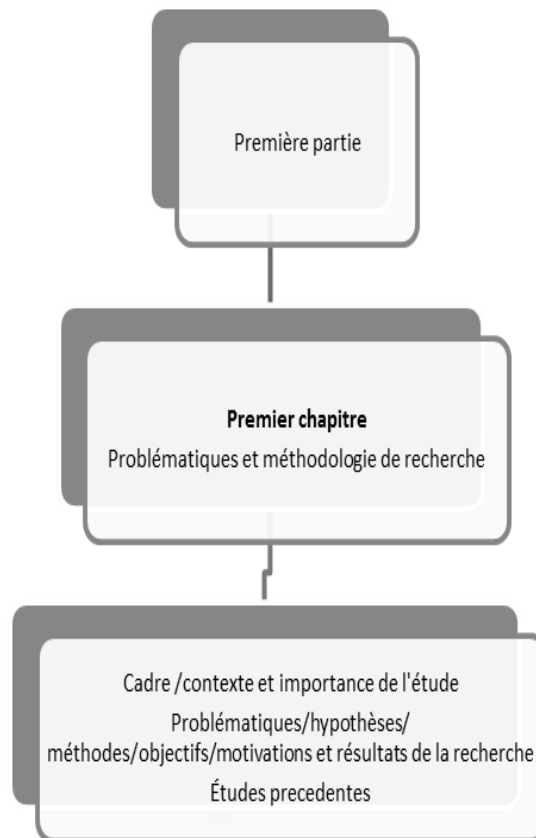 Première partie
Premier chapitre
Problématiques et méthodologie de recherche
Cadre /contexte et importance de l'étude
Problématiques/hypothèses/
méthodes/objectifs/motivations et résultats de la recherche
Études precedentes